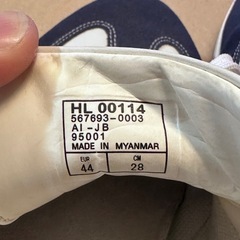 HL 00114
567693-0003
AI-JB
95001
MADE IN MYANMAR
EUR CM
44 28